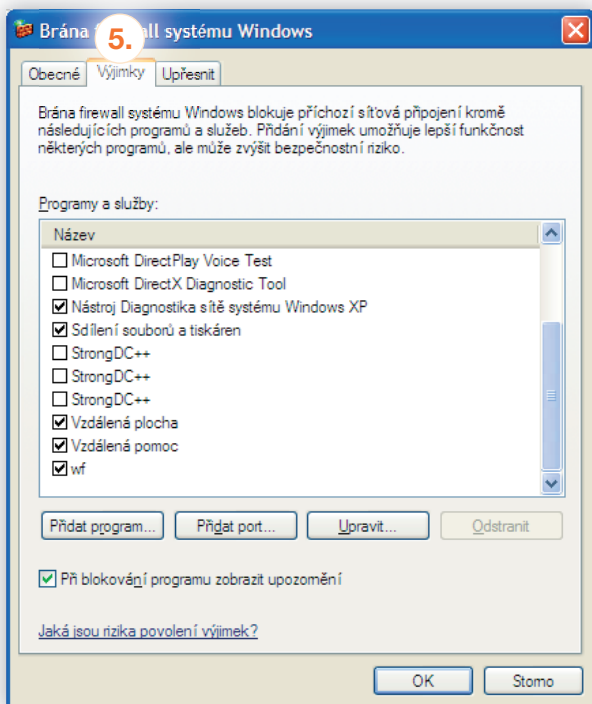 Brána firewall systému Windows
5.
Obecné Výjimky Upřesnit
Brána firewall systému Windows blokuje příchozí síťová připojení kromě
následujících programů a služeb. Přidání výjimek umožňuje lepší funkčnost
některých programů, ale může zvýšit bezpečnostní riziko.
Programy a služby:
Název
Microsoft DirectPlay Voice Test
Microsoft DirectX Diagnostic Tool
Nástroj Diagnostika sítě systému Windows XP
Sdílení souborů a tiskáren
StrongDC++
StrongDC++
StrongDC++
Vzdálená plocha
Vzdálená pomoc
wf
Přidat program... Přidat port... Upravit... Odstranit
Při blokování programu zobrazit upozornění
Jaká jsou rizika povolení výjimek?
OK Storno